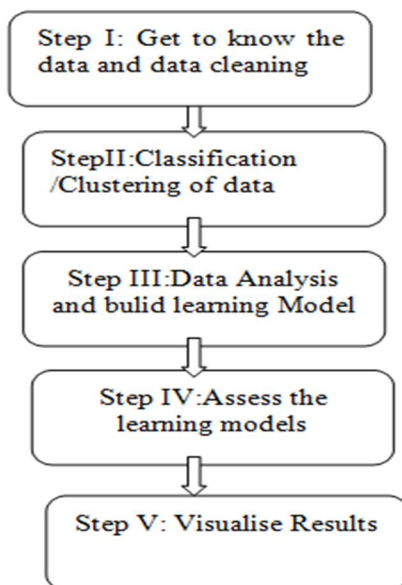 Step I: Get to know the
data and data cleaning
StepII:Classification
/Clustering of data
Step III:Data Analysis
and bulid learning Model
Step IV:Assess the
learning models
Step V: Visualise Results